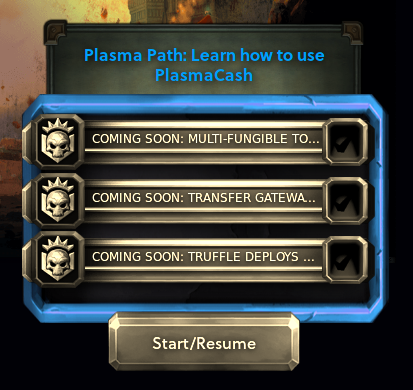 Plasma Path: Learn how to use
PlasmaCash
COMING SOON: MULTI-FUNGIBLE TO...
COMING SOON: TRANSFER GATEWA...
COMING SOON: TRUFFLE DEPLOYS ...
Start/Resume